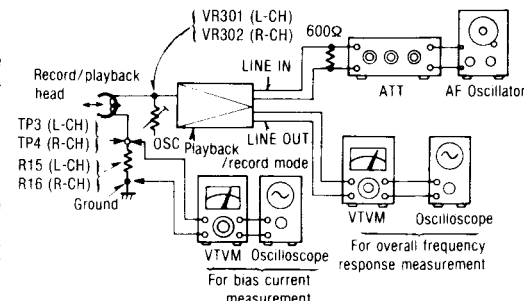 VR301 (L-CH)
VR302 (R-CH)
600Ω
LINE IN
ATT
AF Oscillator
Record/playback
head
TP3 (L-CH)
TP4 (R-CH)
R15 (L-CH)
R16 (R-CH)
Ground
OSC
Playback
/record mode
LINE OUT
VTVM
Oscilloscope
VTVM
Oscilloscope
For overall frequency
response measurement
For bias current
measurement